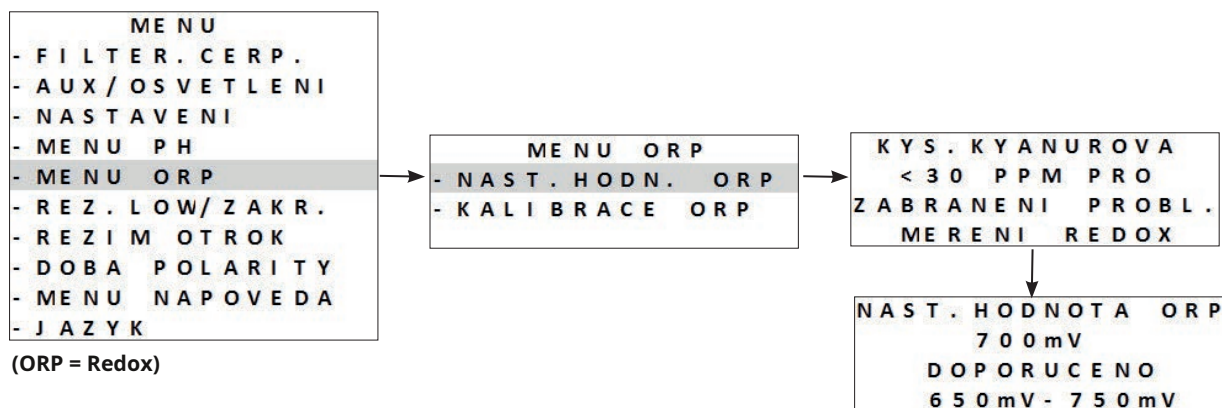 MENU
- FILTER.CERP.
- AUX/OSVETLENI
- NASTAVENI
- MENU PH
- MENU ORP
- REZ.LOW/ZAKR.
- REZIM OTROK
- DOBA POLARITY
- MENU NAPOVEDA
- JAZYK
(ORP = Redox)
MENU ORP
- NAST.HODN. ORP
- KALIBRACE ORP
KYS.KYANUROVA
<30 PPM PRO
ZABRANENI PROBL.
MERENI REDOX
NAST.HODNOTA ORP
700mV
DOPORUCENO
650mV-750mV